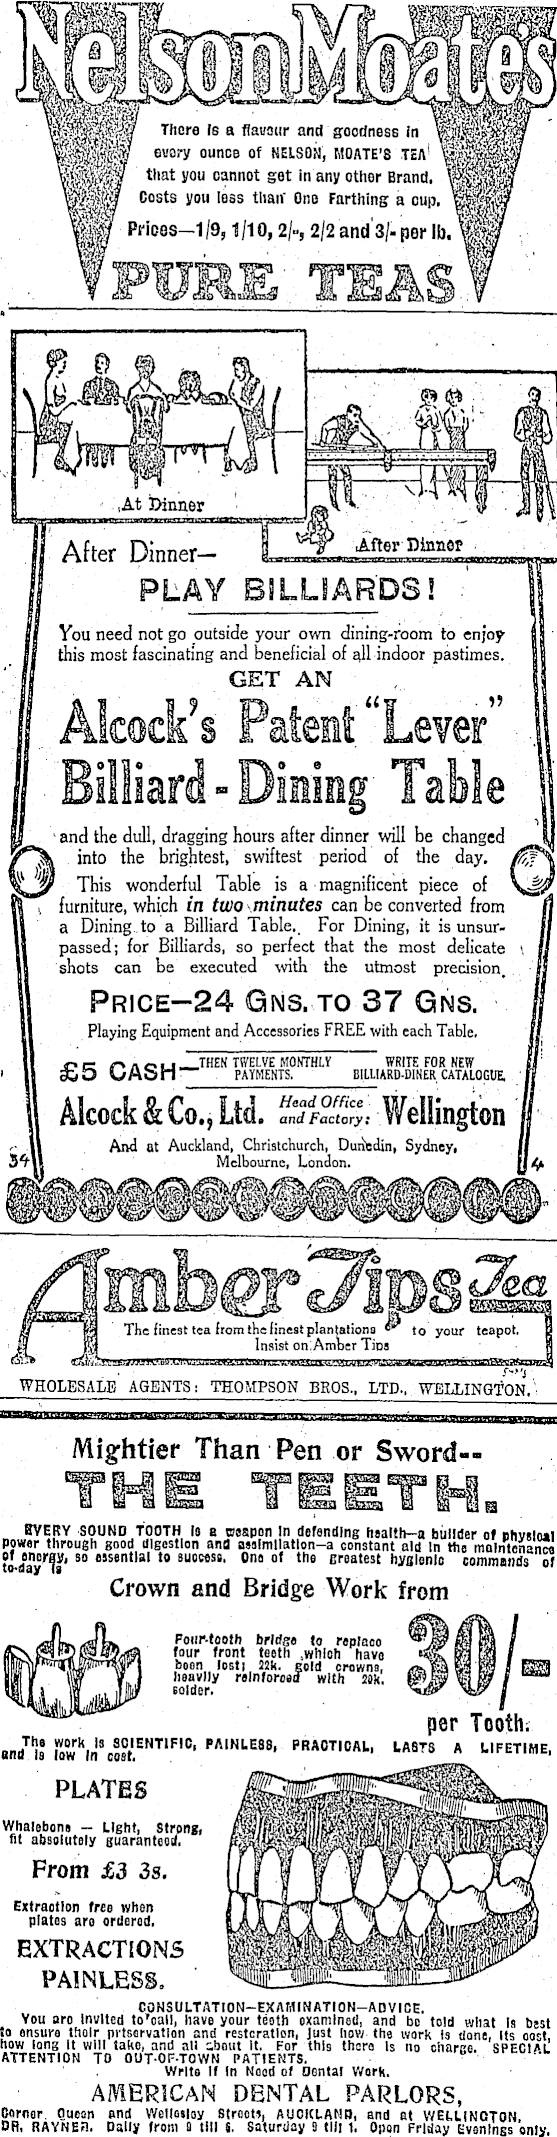 Nelson Moate's
There is a flavour and goodness in
every ounce of NELSON, MOATE'S TEA
that you cannot get in any other Brand.
Costs you less than One Farthing a cup.
Prices—1/9, 1/10, 2/-, 2/2 and 3/- per lb.
PURE TEAS
At Dinner
After Dinner
After Dinner—
PLAY BILLIARDS!
You need not go outside your own dining-room to enjoy
this most fascinating and beneficial of all indoor pastimes.
GET AN
Alcock's Patent "Lever"
Billiard-Dining Table
and the dull, dragging hours after dinner will be changed
into the brightest, swiftest period of the day.
This wonderful Table is a magnificent piece of
furniture, which in two minutes can be converted from
a Dining to a Billiard Table. For Dining, it is unsur-
passed; for Billiards, so perfect that the most delicate
shots can be executed with the utmost precision.
PRICE—24 GNS. TO 37 GNS.
Playing Equipment and Accessories FREE with each Table.
£5 CASH—THEN TWELVE MONTHLY PAYMENTS. WRITE FOR NEW BILLIARD-DINER CATALOGUE.
Alcock & Co., Ltd. Head Office and Factory: Wellington
And at Auckland, Christchurch, Dunedin, Sydney,
Melbourne, London.
34 4
Amber Tips Tea
The finest tea from the finest plantations to your teapot.
Insist on Amber Tips
WHOLESALE AGENTS: THOMPSON BROS., LTD., WELLINGTON.
Mightier Than Pen or Sword--
THE TEETH.
EVERY SOUND TOOTH is a weapon in defending health—a builder of physical
power through good digestion and assimilation—a constant aid in the maintenance
of energy, so essential to success. One of the greatest hygienic commands of
to-day is
Crown and Bridge Work from
Four-tooth bridge to replace
four front teeth which have
been lost; 22k. gold crowns,
heavily reinforced with 20k.
solder.
30/-
per Tooth.
The work is SCIENTIFIC, PAINLESS, PRACTICAL, LASTS A LIFETIME,
and is low in cost.
PLATES
Whalebone — Light, Strong,
fit absolutely guaranteed.
From £3 3s.
Extraction free when
plates are ordered.
EXTRACTIONS
PAINLESS.
CONSULTATION—EXAMINATION—ADVICE.
You are invited to call, have your teeth examined, and be told what is best
to ensure their prtservation and restoration, just how the work is done, its cost,
how long it will take, and all about it. For this there is no charge. SPECIAL
ATTENTION TO OUT-OF-TOWN PATIENTS.
Write if in Need of Dental Work.
AMERICAN DENTAL PARLORS,
Corner Queen and Wellesley Streets, AUCKLAND, and at WELLINGTON.
DR. RAYNER. Daily from 9 till 6. Saturday 9 till 1. Open Friday Evenings only.